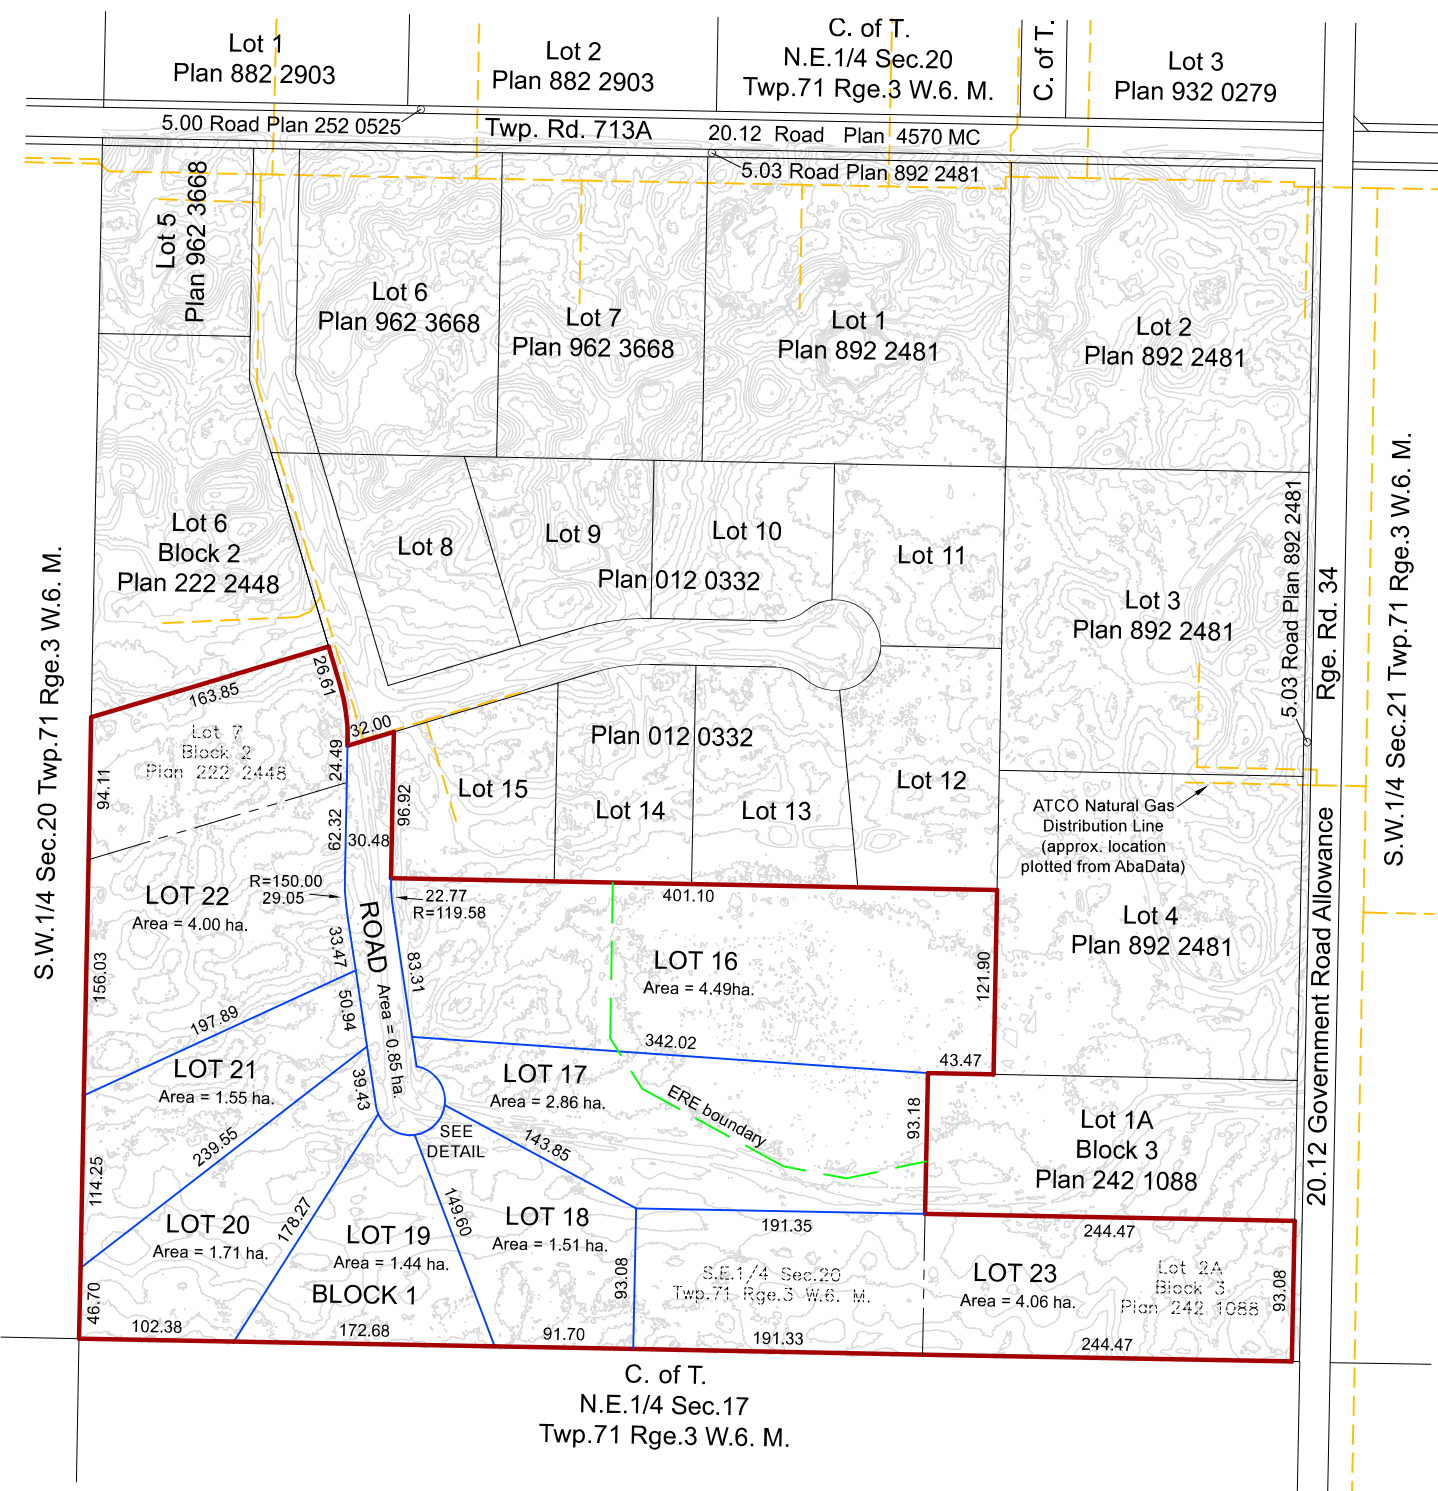 Lot 1
Plan 882 2903
Lot 2
Plan 882 2903
C. of T.
N.E.1/4 Sec.20
Twp.71 Rge.3 W.6. M.
C. of T.
Lot 3
Plan 932 0279
5.00 Road Plan 252 0525
Twp. Rd. 713A
20.12 Road Plan 4570 MC
5.03 Road Plan 892 2481
Lot 5
Plan 962 3668
Lot 6
Plan 962 3668
Lot 7
Plan 962 3668
Lot 1
Plan 892 2481
Lot 2
Plan 892 2481
Lot 6
Block 2
Plan 222 2448
Lot 8
Lot 9
Lot 10
Plan 012 0332
Lot 11
Lot 3
Plan 892 2481
5.03 Road Plan 892 2481
Rge. Rd. 34
S.W.1/4 Sec.21 Twp.71 Rge.3 W.6. M.
S.W.1/4 Sec.20 Twp.71 Rge.3 W.6. M.
163.85
26.61
32.00
Lot 7
Block 2
Plan 222 2448
94.11
24.49
62.32
30.48
96.92
Plan 012 0332
Lot 15
Lot 14
Lot 13
Lot 12
ATCO Natural Gas
Distribution Line
(approx. location
plotted from AbaData)
20.12 Government Road Allowance
LOT 22
Area = 4.00 ha.
R=150.00
29.05
22.77
R=119.58
401.10
Lot 4
Plan 892 2481
ROAD
Area = 0.85 ha.
33.47
83.31
LOT 16
Area = 4.49ha.
121.90
156.03
197.89
50.94
342.02
43.47
LOT 21
Area = 1.55 ha.
39.43
LOT 17
Area = 2.86 ha.
ERE boundary
93.18
Lot 1A
Block 3
Plan 242 1088
SEE
DETAIL
143.85
239.55
114.25
LOT 20
Area = 1.71 ha.
178.27
LOT 19
Area = 1.44 ha.
BLOCK 1
149.60
LOT 18
Area = 1.51 ha.
191.35
244.47
93.08
S.E.1/4 Sec.20
Twp.71 Rge.3 W.6. M.
LOT 23
Area = 4.06 ha.
Lot 2A
Block 3
Plan 242 1088
93.08
46.70
102.38
172.68
91.70
191.33
244.47
C. of T.
N.E.1/4 Sec.17
Twp.71 Rge.3 W.6. M.